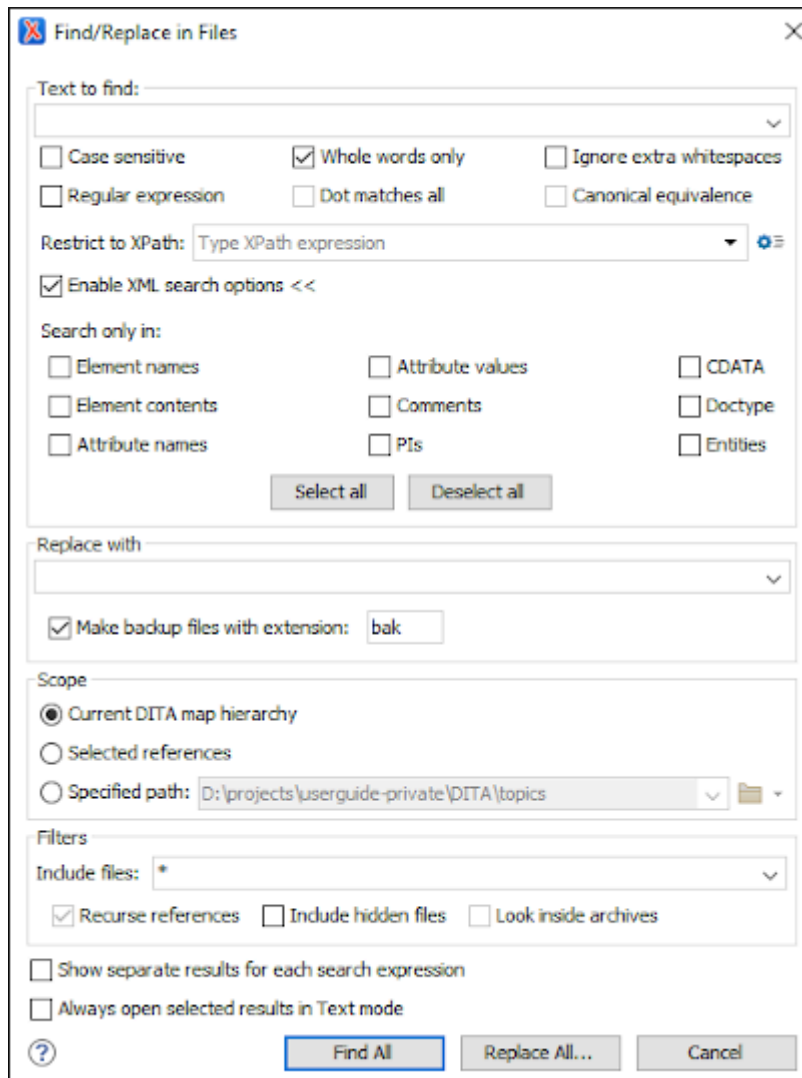 Find/Replace in Files
Text to find:
Case sensitive Whole words only Ignore extra whitespaces
Regular expression Dot matches all Canonical equivalence
Restrict to XPath: Type XPath expression
Enable XML search options <<
Search only in:
Element names Attribute values CDATA
Element contents Comments Doctype
Attribute names PIs Entities
Select all Deselect all
Replace with
Make backup files with extension: bak
Scope
Current DITA map hierarchy
Selected references
Specified path: D:\projects\userguide-private\DITA\topics
Filters
Include files: *
Recurse references Include hidden files Look inside archives
Show separate results for each search expression
Always open selected results in Text mode
? Find All Replace All... Cancel